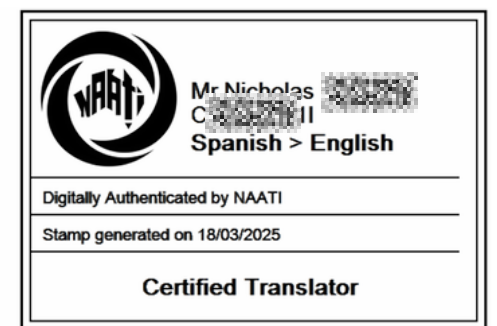 NAATI
Mr Nicholas
Spanish > English
Digitally Authenticated by NAATI
Stamp generated on 18/03/2025
Certified Translator